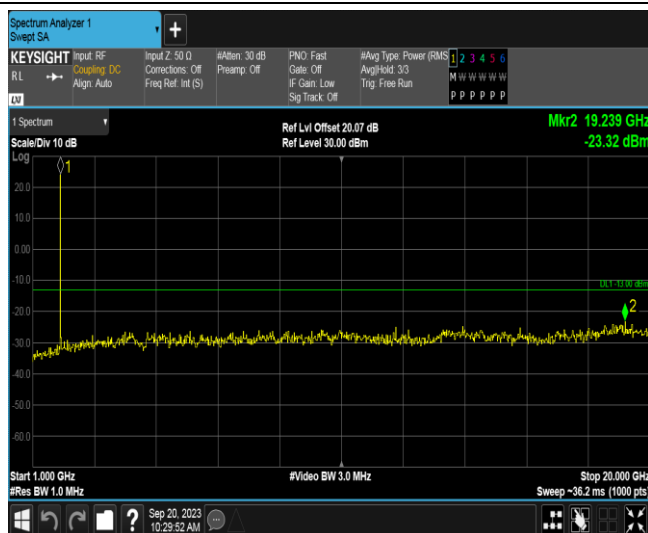 Spectrum Analyzer 1
Swept SA
KEYSIGHT
RL
LXI
Input: RF
Coupling: DC
Align: Auto
Input Z: 50 Ω
Corrections: Off
Freq Ref: Int (S)
#Atten: 30 dB
Preamp: Off
PNO: Fast
Gate: Off
IF Gain: Low
Sig Track: Off
#Avg Type: Power (RMS
Avg|Hold: 3/3
Trig: Free Run
1 2 3 4 5 6
M W W W W W
P P P P P P
1 Spectrum
Scale/Div 10 dB
Ref Lvl Offset 20.07 dB
Ref Level 30.00 dBm
Mkr2 19.239 GHz
-23.32 dBm
Log
1
20.0
10.0
0.00
-10.0
DL1 -13.00 dBm
2
-20.0
-30.0
-40.0
-50.0
-60.0
Start 1.000 GHz
#Video BW 3.0 MHz
Stop 20.000 GHz
#Res BW 1.0 MHz
Sweep ~36.2 ms (1000 pts)
?
Sep 20, 2023
10:29:52 AM